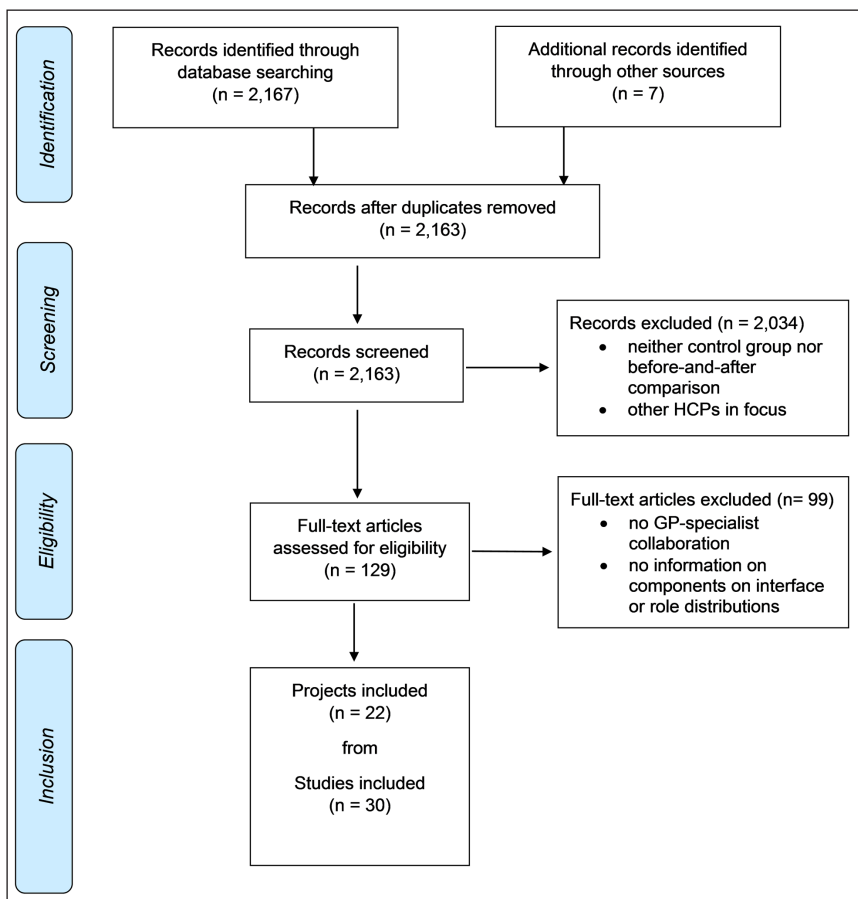 Identification
Records identified through
database searching
(n = 2,167)
Additional records identified
through other sources
(n = 7)
Records after duplicates removed
(n = 2,163)
Screening
Records screened
(n = 2,163)
Records excluded (n = 2,034)
• neither control group nor
before-and-after
comparison
• other HCPs in focus
Eligibility
Full-text articles
assessed for eligibility
(n = 129)
Full-text articles excluded (n= 99)
• no GP-specialist
collaboration
• no information on
components on interface
or role distributions
Inclusion
Projects included
(n = 22)
from
Studies included
(n = 30)